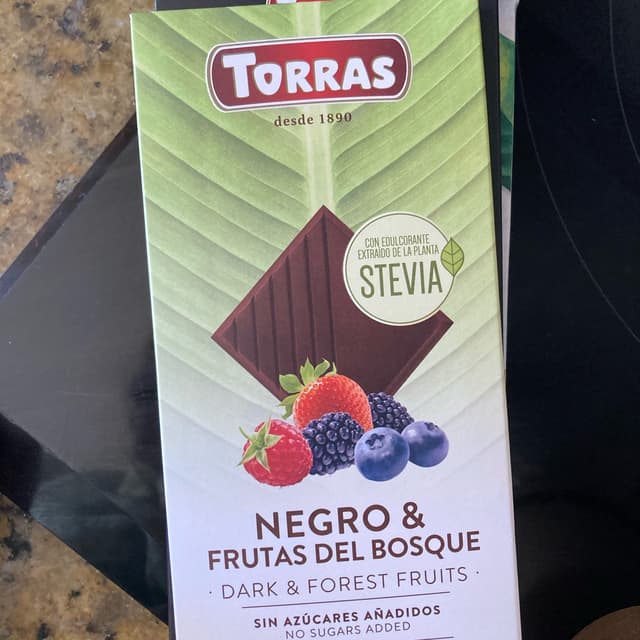 TORRAS
desde 1890
CON EDULCORANTE
EXTRAÍDO DE LA PLANTA
STEVIA
NEGRO &
FRUTAS DEL BOSQUE
· DARK & FOREST FRUITS ·
SIN AZÚCARES AÑADIDOS
NO SUGARS ADDED